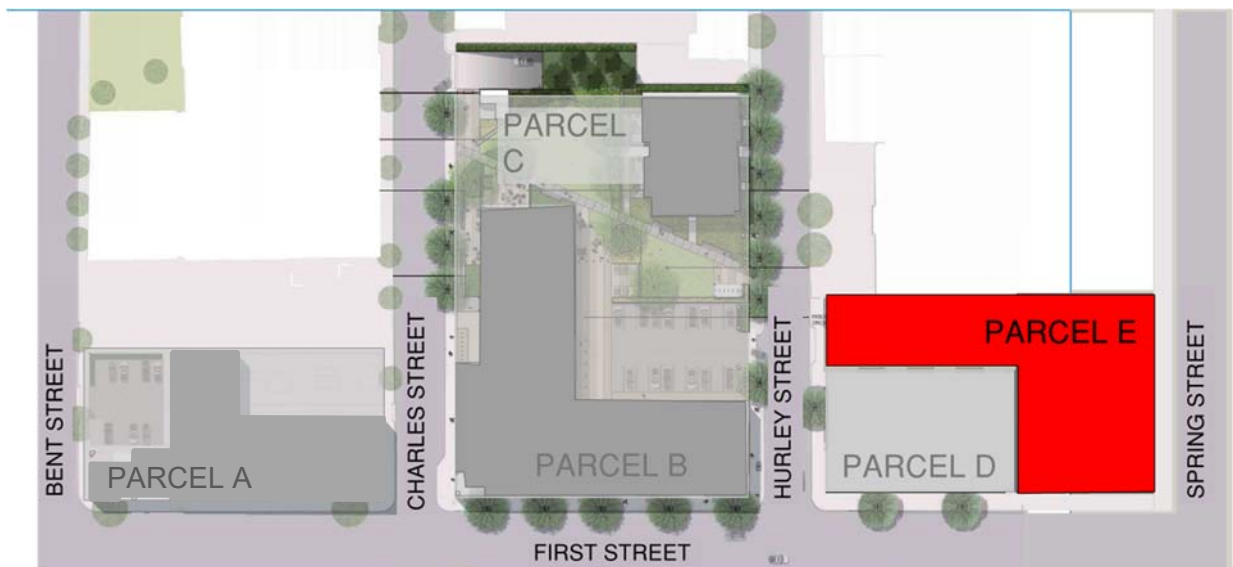 PARCEL
C
PARCEL E
BENT STREET
CHARLES STREET
HURLEY STREET
SPRING STREET
PARCEL A
PARCEL B
PARCEL D
FIRST STREET